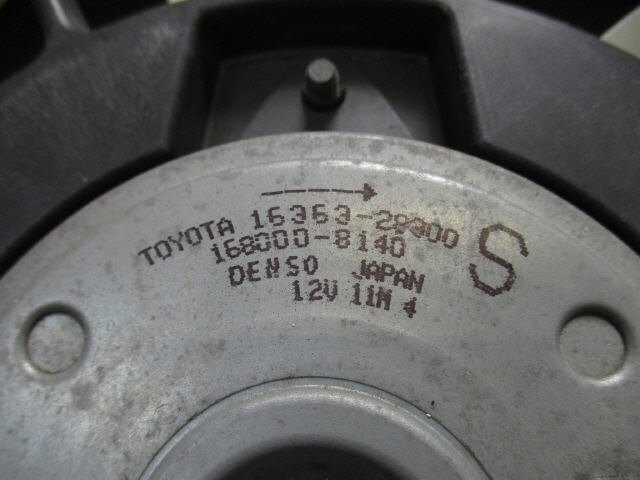 TOYOTA 16363-28300
168000-8140
DENSO JAPAN
12V 11M 4
S